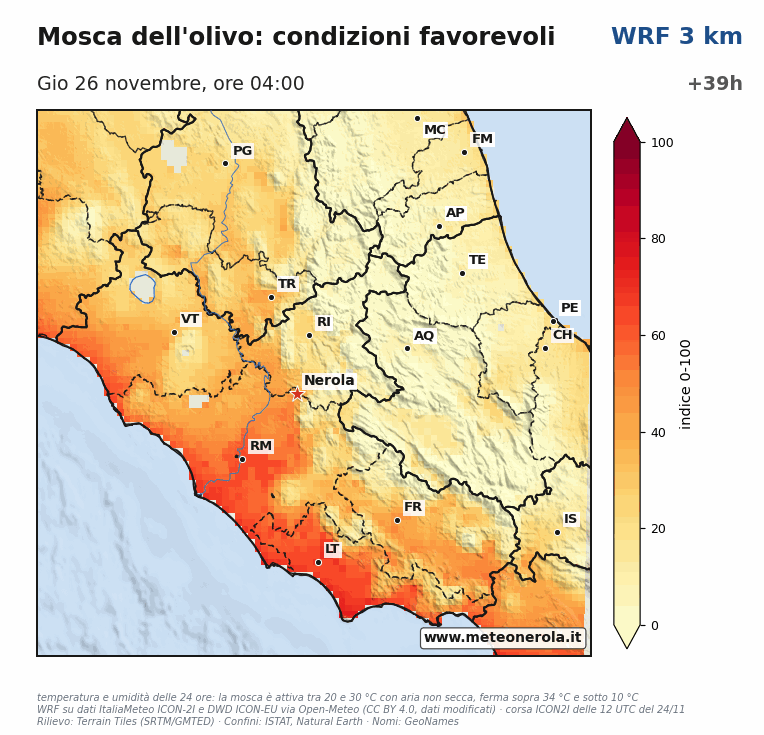 Mosca dell'olivo: condizioni favorevoli
WRF 3 km
Gio 26 novembre, ore 04:00
+39h
MC
FM
PG
AP
TE
TR
PE
VT
RI
CH
AQ
Nerola
RM
FR
IS
LT
www.meteonerola.it
100
80
60
40
20
0
indice 0-100
temperatura e umidità delle 24 ore: la mosca è attiva tra 20 e 30 °C con aria non secca, ferma sopra 34 °C e sotto 10 °C
WRF su dati ItaliaMeteo ICON-2I e DWD ICON-EU via Open-Meteo (CC BY 4.0, dati modificati) · corsa ICON2I delle 12 UTC del 24/11
Rilievo: Terrain Tiles (SRTM/GMTED) · Confini: ISTAT, Natural Earth · Nomi: GeoNames